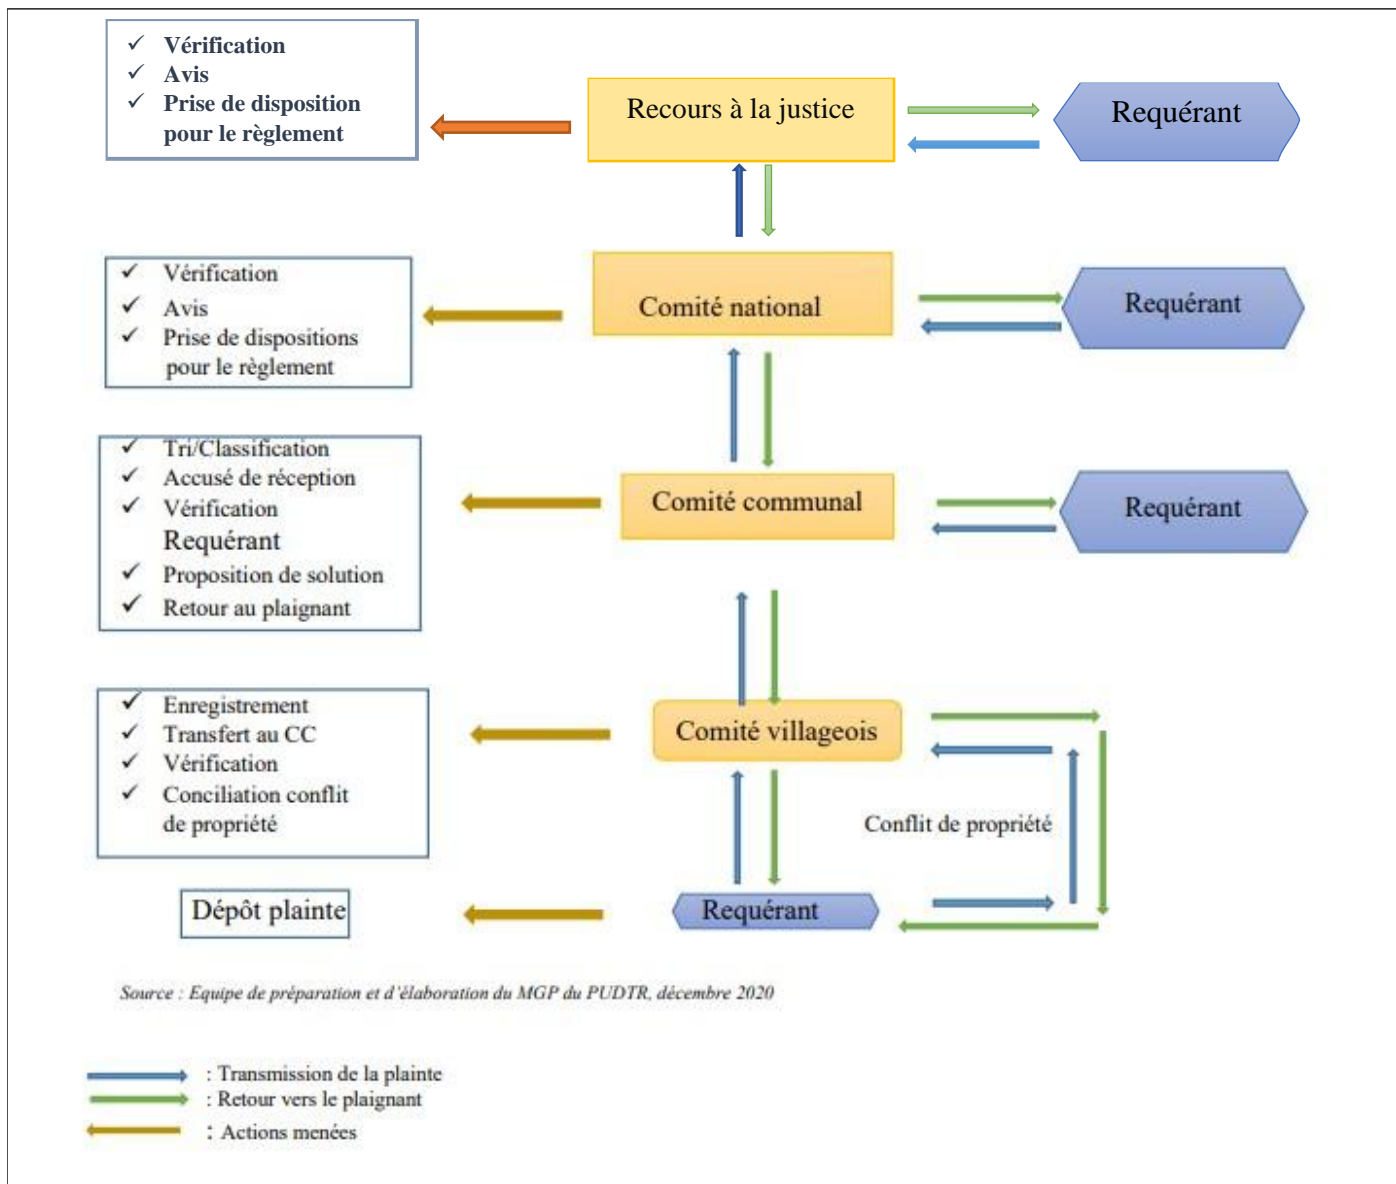 ✓ Vérification
✓ Avis
✓ Prise de disposition
pour le règlement
Recours à la justice
Requérant
✓ Vérification
✓ Avis
✓ Prise de dispositions
pour le règlement
Comité national
Requérant
✓ Tri/Classification
✓ Accusé de réception
✓ Vérification
Requérant
✓ Proposition de solution
✓ Retour au plaignant
Comité communal
Requérant
✓ Enregistrement
✓ Transfert au CC
✓ Vérification
✓ Conciliation conflit
de propriété
Comité villageois
Conflit de propriété
Dépôt plainte
Requérant
Source : Equipe de préparation et d'élaboration du MGP du PUDTR, décembre 2020
: Transmission de la plainte
: Retour vers le plaignant
: Actions menées